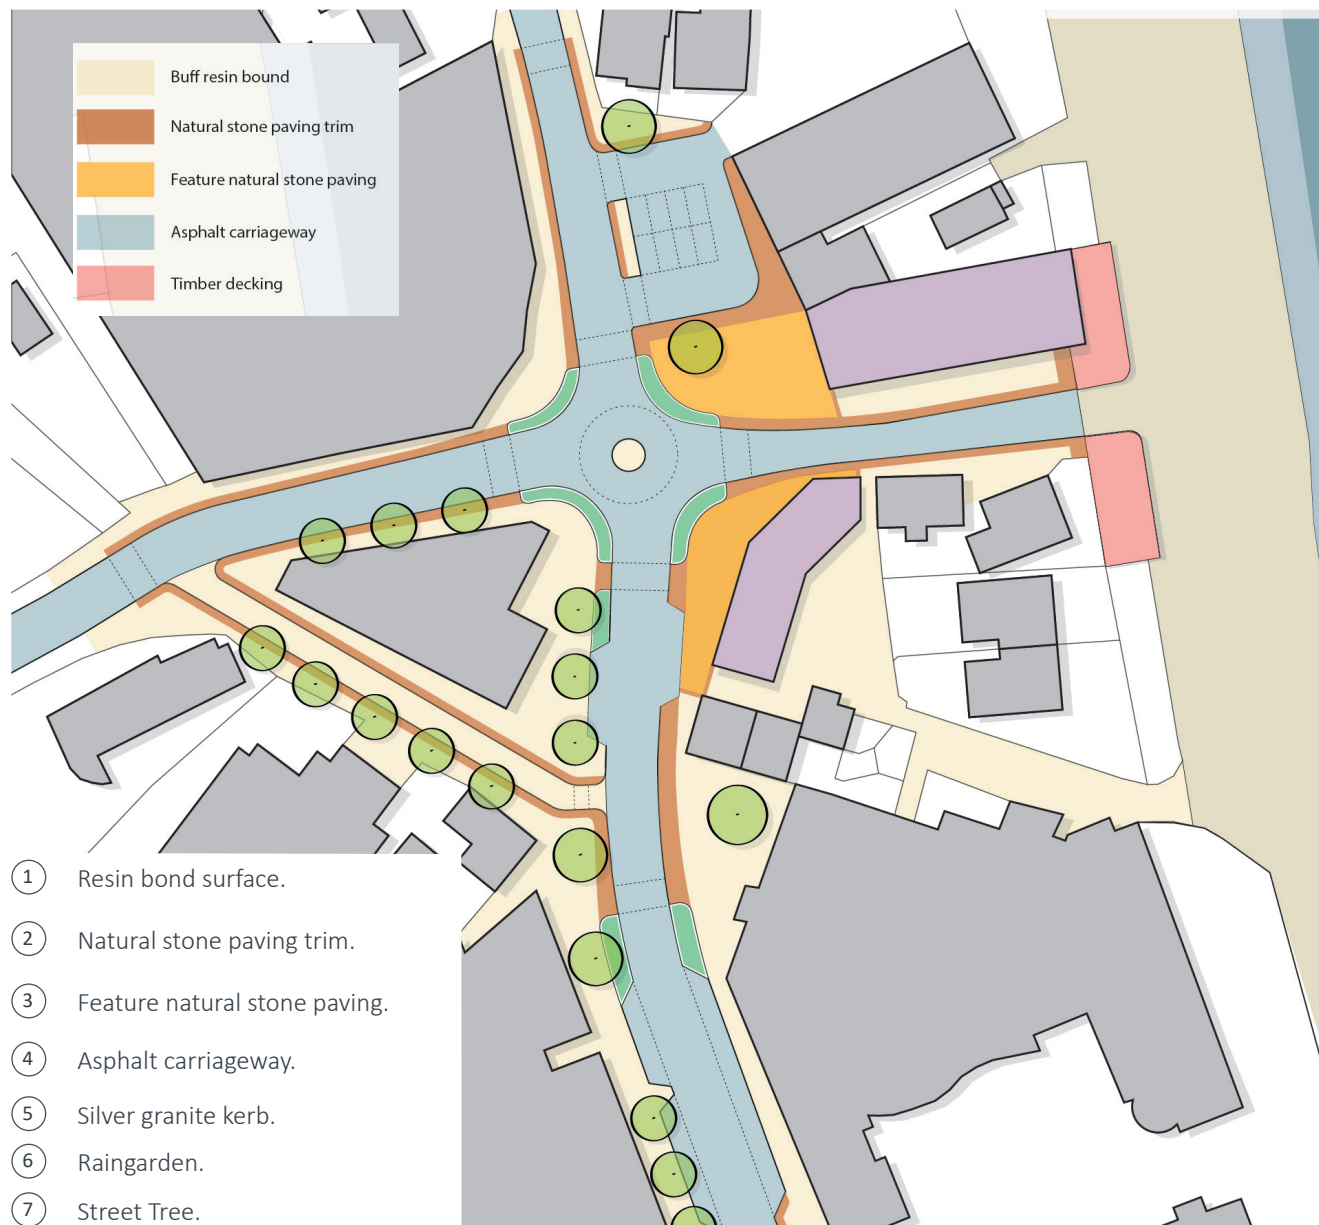 Buff resin bound
Natural stone paving trim
Feature natural stone paving
Asphalt carriageway
Timber decking
1 Resin bond surface.
2 Natural stone paving trim.
3 Feature natural stone paving.
4 Asphalt carriageway.
5 Silver granite kerb.
6 Raingarden.
7 Street Tree.